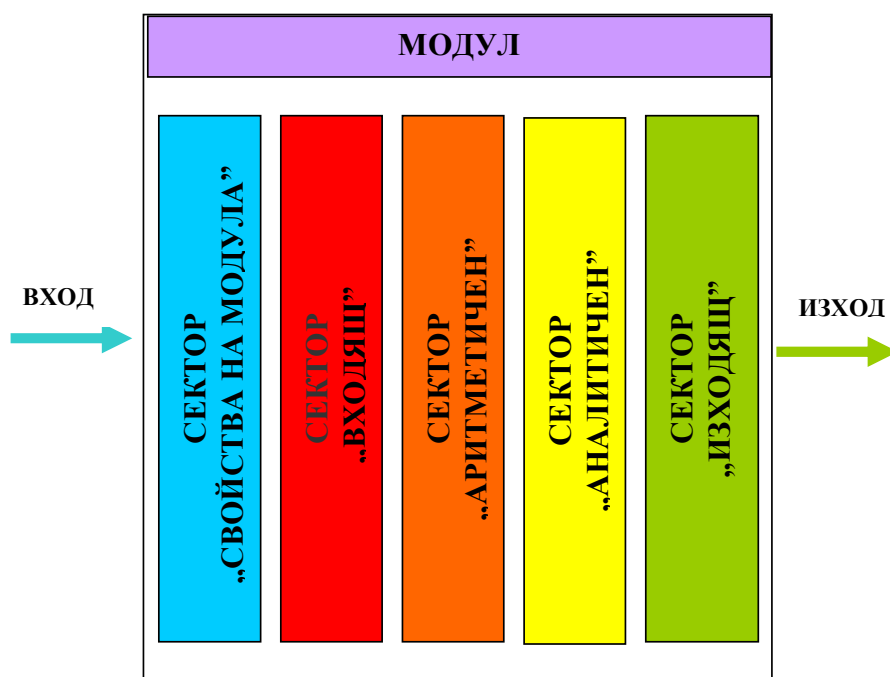 МОДУЛ
ВХОД
СЕКТОР
„СВОЙСТВА НА МОДУЛА”
СЕКТОР
„ВХОДЯЩ”
СЕКТОР
„АРИТМЕТИЧЕН”
СЕКТОР
„АНАЛИТИЧЕН”
СЕКТОР
„ИЗХОДЯЩ”
ИЗХОД